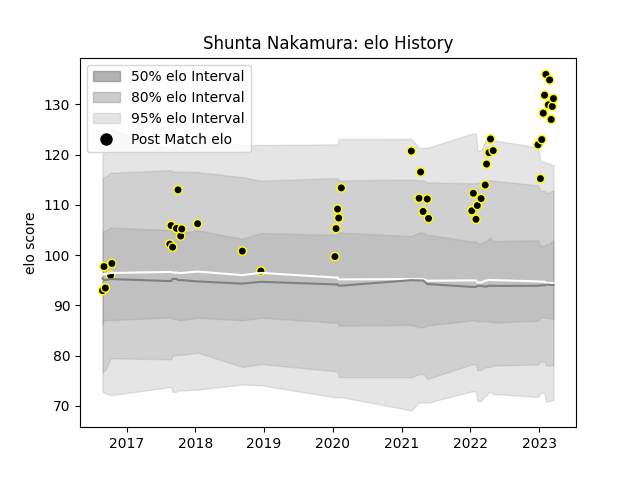 Shunta Nakamura: elo History
50% elo Interval
80% elo Interval
95% elo Interval
Post Match elo
elo score
130
120
110
100
90
80
70
2017 2018 2019 2020 2021 2022 2023